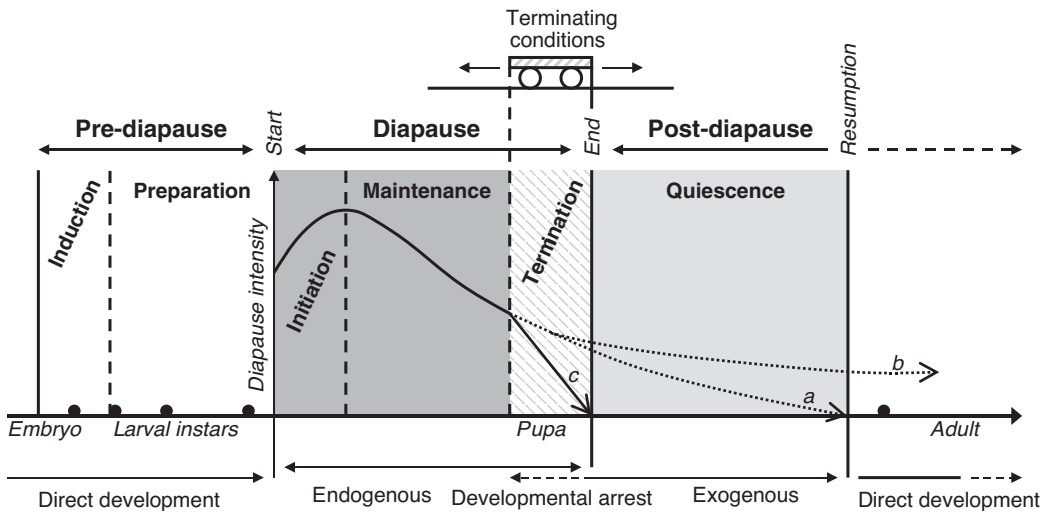 Terminating
conditions
Pre-diapause
Start
Diapause
End
Post-diapause
Resumption
Induction
Preparation
Diapause intensity
Initiation
Maintenance
Termination
Quiescence
c
a
b
Embryo
Larval instars
Pupa
Adult
Direct development
Endogenous
Developmental arrest
Exogenous
Direct development